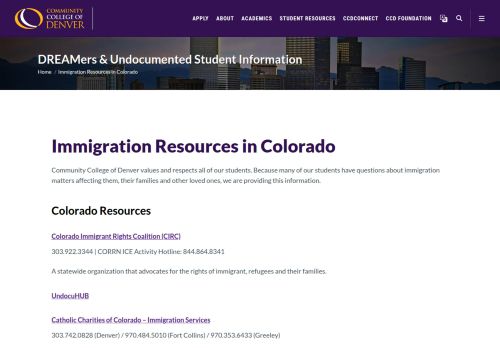 COMMUNITY
COLLEGE OF
DENVER
APPLY ABOUT ACADEMICS STUDENT RESOURCES CCDCONNECT CCD FOUNDATION
DREAMers & Undocumented Student Information
Home / Immigration Resources in Colorado
Immigration Resources in Colorado
Community College of Denver values and respects all of our students. Because many of our students have questions about immigration
matters affecting them, their families and other loved ones, we are providing this information.
Colorado Resources
Colorado Immigrant Rights Coalition (CIRC)
303.922.3344 | CORRN ICE Activity Hotline: 844.864.8341
A statewide organization that advocates for the rights of immigrant, refugees and their families.
UndocuHUB
Catholic Charities of Colorado – Immigration Services
303.742.0828 (Denver) / 970.484.5010 (Fort Collins) / 970.353.6433 (Greeley)